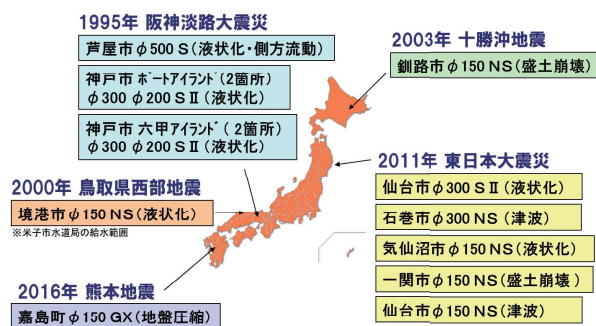 1995年 阪神淡路大震災
芦屋市φ500 S(液状化・側方流動)
神戸市 ポートアイランド(2箇所)
φ300 φ200 SⅡ(液状化)
神戸市 六甲アイランド(2箇所)
φ300 φ200 SⅡ(液状化)
2000年 鳥取県西部地震
境港市φ150 NS(液状化)
※米子市水道局の給水範囲
2016年 熊本地震
嘉島町φ150 GX(地盤圧縮)
2003年 十勝沖地震
釧路市φ150 NS(盛土崩壊)
2011年 東日本大震災
仙台市φ300 SⅡ(液状化)
石巻市φ300 NS(津波)
気仙沼市φ150 NS(液状化)
一関市φ150 NS(盛土崩壊)
仙台市φ150 NS(津波)